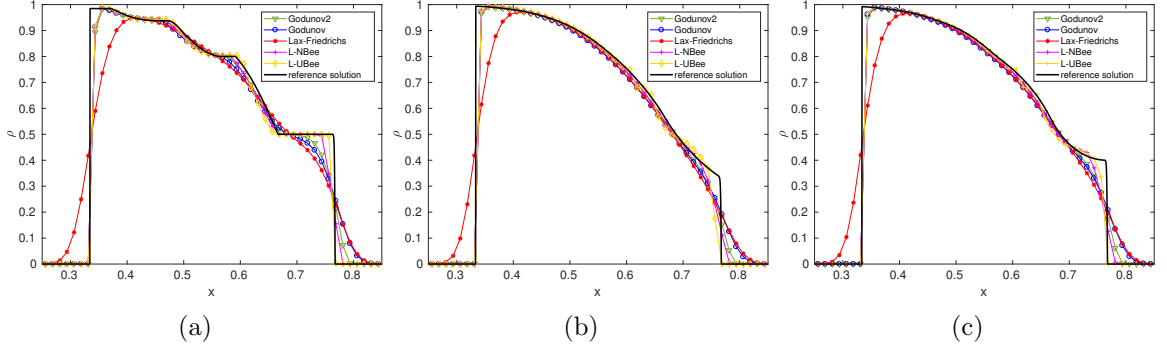 Godunov2
Godunov
Lax-Friedrichs
L-NBee
L-UBee
reference solution
1
0.9
0.8
0.7
0.6
0.5
0.4
0.3
0.2
0.1
0
ρ
0.3 0.4 0.5 0.6 0.7 0.8
x
(a)
Godunov2
Godunov
Lax-Friedrichs
L-NBee
L-UBee
reference solution
1
0.9
0.8
0.7
0.6
0.5
0.4
0.3
0.2
0.1
0
ρ
0.3 0.4 0.5 0.6 0.7 0.8
x
(b)
Godunov2
Godunov
Lax-Friedrichs
L-NBee
L-UBee
reference solution
1
0.9
0.8
0.7
0.6
0.5
0.4
0.3
0.2
0.1
0
ρ
0.3 0.4 0.5 0.6 0.7 0.8
x
(c)